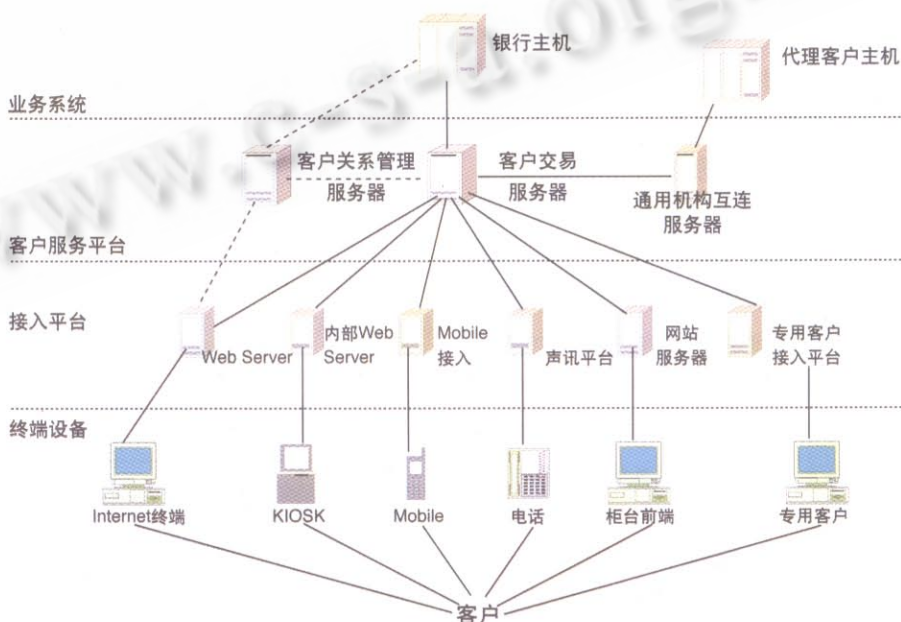 银行主机
代理客户主机
业务系统
客户关系管理
服务器
客户交易
服务器
通用机构互连
服务器
客户服务平台
接入平台
Web Server
内部Web
Server
Mobile
接入
声讯平台
网站
服务器
专用客户
接入平台
终端设备
Internet终端
KIOSK
Mobile
电话
柜台前端
专用客户
客户
www.c-s-a.org